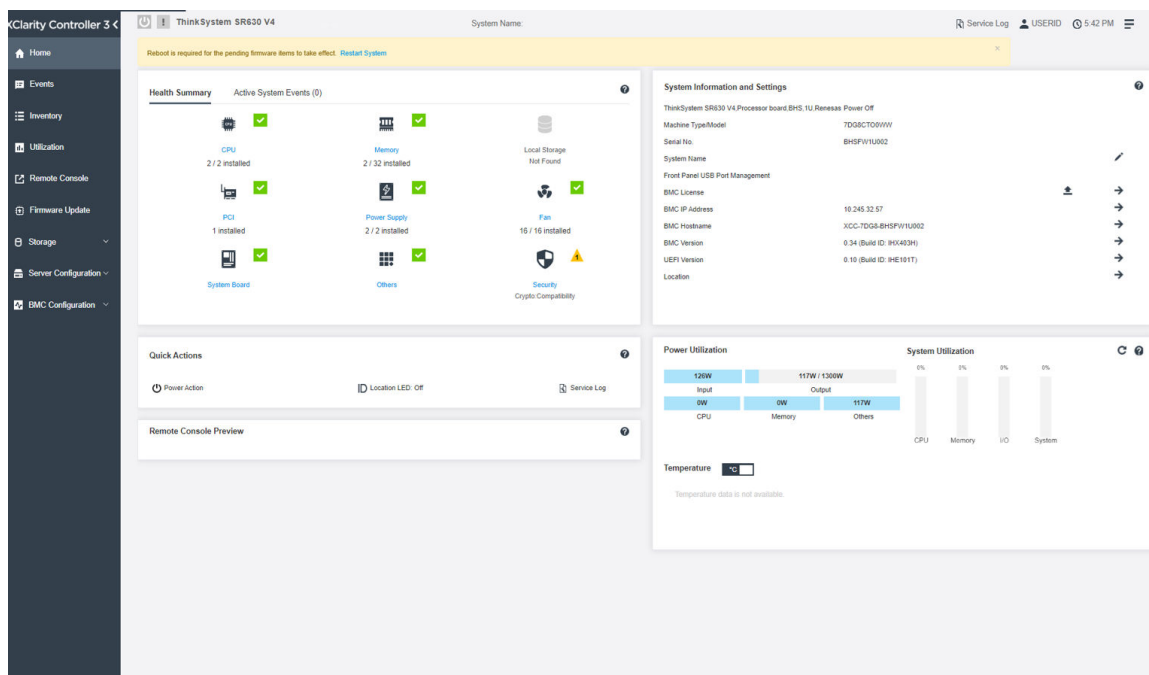 XClarity Controller 3
ThinkSystem SR630 V4
System Name:
Service Log
USERID
5:42 PM
Home
Events
Inventory
Utilization
Remote Console
Firmware Update
Storage
Server Configuration
BMC Configuration
Reboot is required for the pending firmware items to take effect. Restart System
Health Summary
Active System Events (0)
CPU
2 / 2 installed
Memory
2 / 32 installed
Local Storage
Not Found
PCI
1 installed
Power Supply
2 / 2 installed
Fan
16 / 16 installed
System Board
Others
1
Security
Crypto Compatibility
System Information and Settings
ThinkSystem SR630 V4,Processor board,BHS,1U,Renesas Power Off
Machine Type/Model 7DG8CTO8WW
Serial No. BHSFW1U002
System Name
Front Panel USB Port Management
BMC License
BMC IP Address 10.245.32.57
BMC Hostname XCC-7DG8-BHSFW1U002
BMC Version 0.34 (Build ID: IHX403H)
UEFI Version 0.10 (Build ID: IHE101T)
Location
Quick Actions
Power Action
Location LED: Off
Service Log
Remote Console Preview
Power Utilization
126W
117W / 1300W
Input
Output
0W 0W 117W
CPU Memory Others
System Utilization
0% 0% 0% 0%
CPU Memory I/O System
Temperature °C
Temperature data is not available.